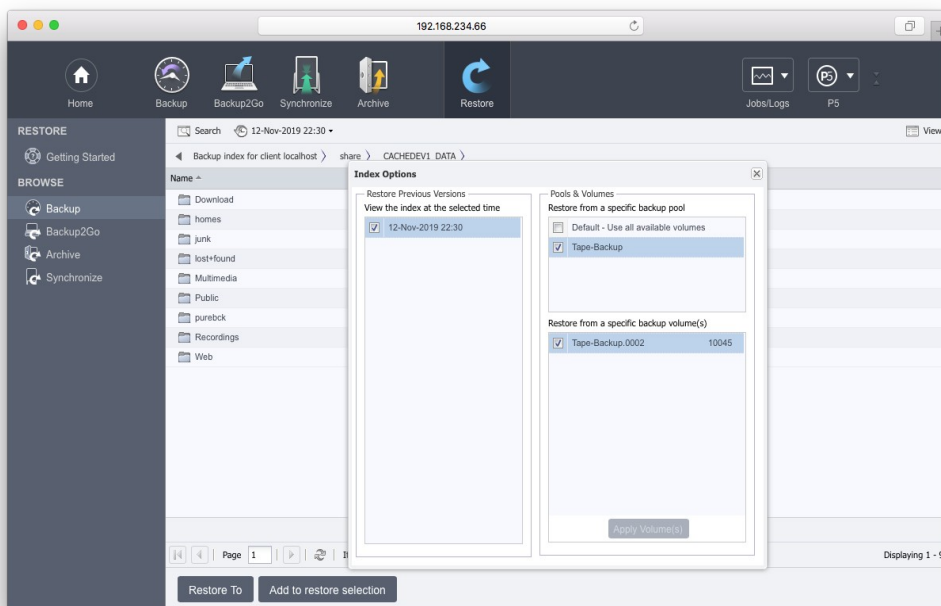 192.168.234.66
Home
Backup
Backup2Go
Synchronize
Archive
Restore
Jobs/Logs
P5
P5
RESTORE
Getting Started
BROWSE
Backup
Backup2Go
Archive
Synchronize
Search 12-Nov-2019 22:30
View
Backup index for client localhost share CACHEDEV1_DATA
Name
Download
homes
junk
lost+found
Multimedia
Public
purebck
Recordings
Web
Index Options
Restore Previous Versions
View the index at the selected time
12-Nov-2019 22:30
Pools & Volumes
Restore from a specific backup pool
Default - Use all available volumes
Tape-Backup
Restore from a specific backup volume(s)
Tape-Backup.0002 10045
Apply Volume(s)
Page 1
Displaying 1 - 9
Restore To
Add to restore selection